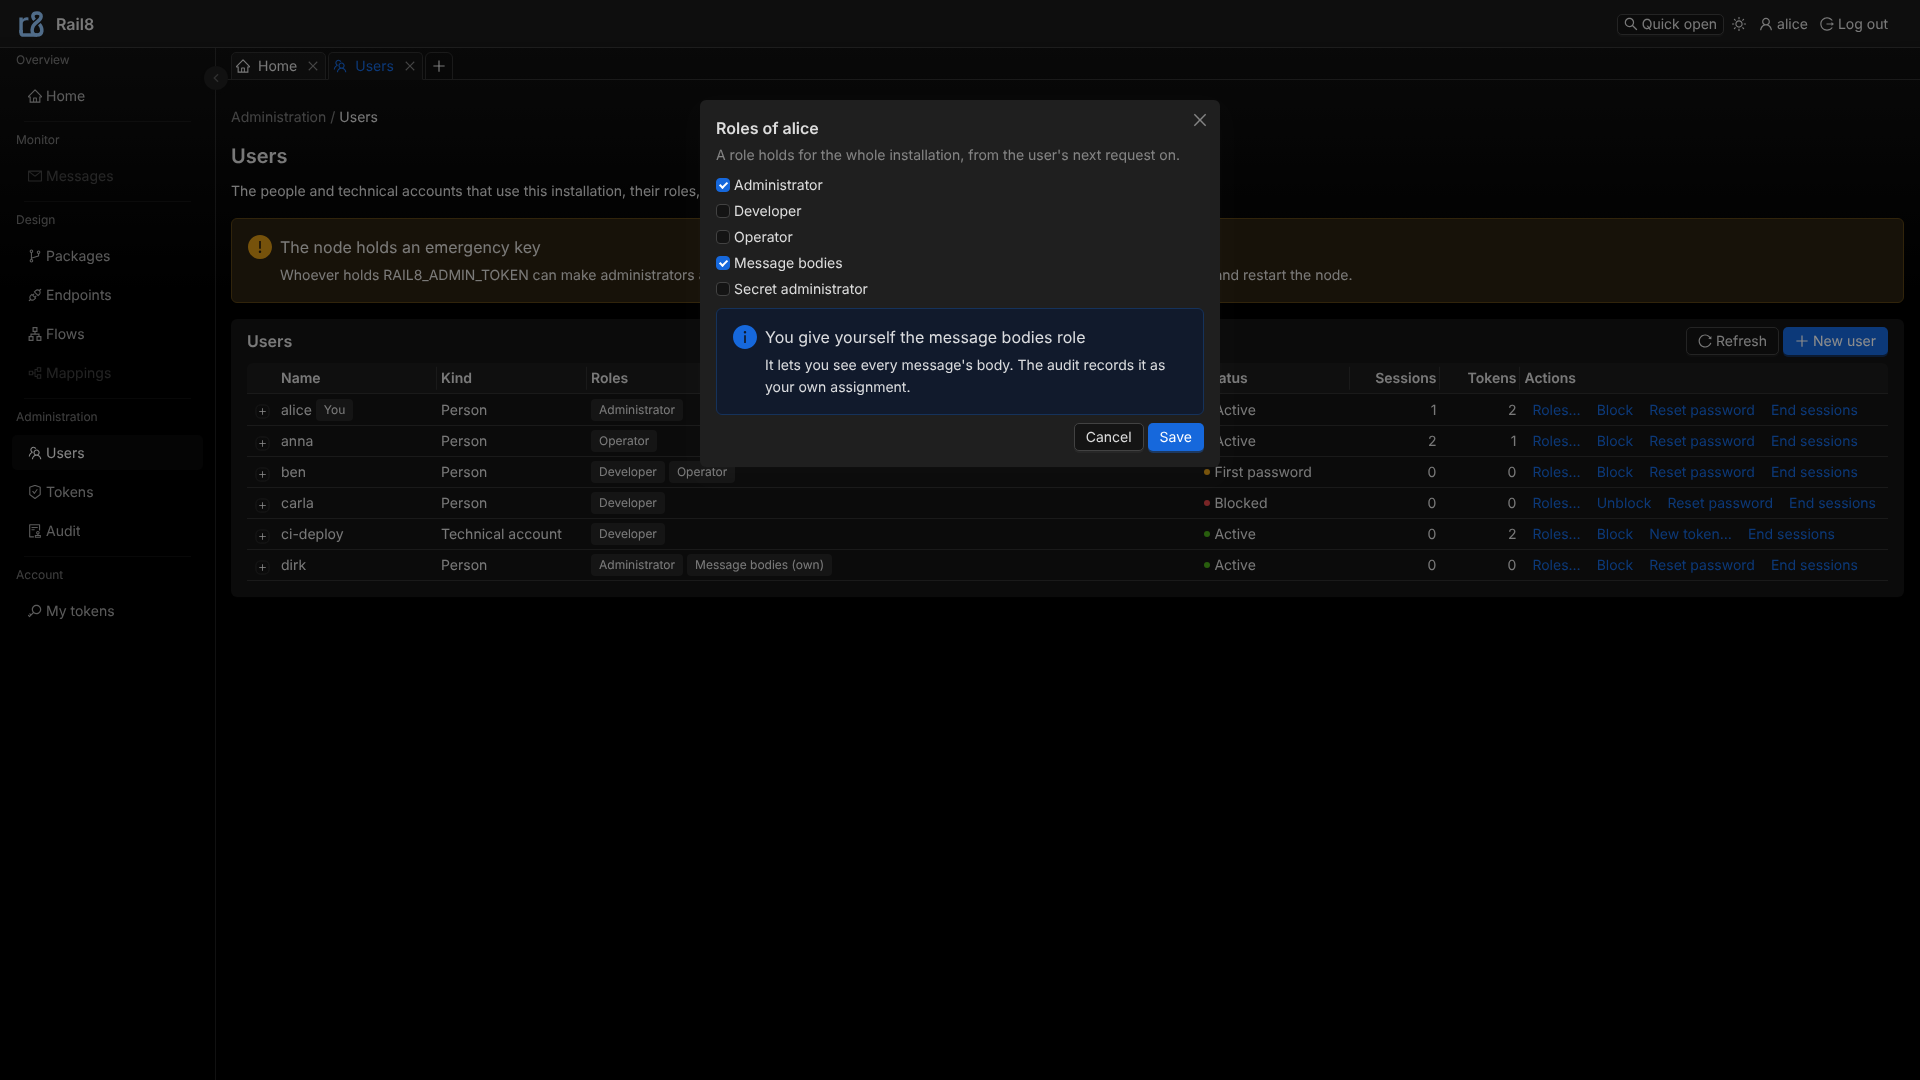 Rail8
Quick open
alice
Log out
Overview
Home
Monitor
Messages
Design
Packages
Endpoints
Flows
Mappings
Administration
Users
Tokens
Audit
Account
My tokens
Home
Users
Administration / Users
Users
The people and technical accounts that use this installation, their roles,
The node holds an emergency key
Whoever holds RAIL8_ADMIN_TOKEN can make administrators
and restart the node.
Users
Refresh
New user
Name Kind Roles Sessions Tokens Actions
alice You Person Administrator Active 1 2 Roles... Block Reset password End sessions
anna Person Operator Active 2 1 Roles... Block Reset password End sessions
ben Person Developer Operator First password 0 0 Roles... Block Reset password End sessions
carla Person Developer Blocked 0 0 Roles... Unblock Reset password End sessions
ci-deploy Technical account Developer Active 0 2 Roles... Block New token... End sessions
dirk Person Administrator Message bodies (own) Active 0 0 Roles... Block Reset password End sessions
Roles of alice
A role holds for the whole installation, from the user's next request on.
Administrator
Developer
Operator
Message bodies
Secret administrator
You give yourself the message bodies role
It lets you see every message's body. The audit records it as
your own assignment.
Cancel
Save